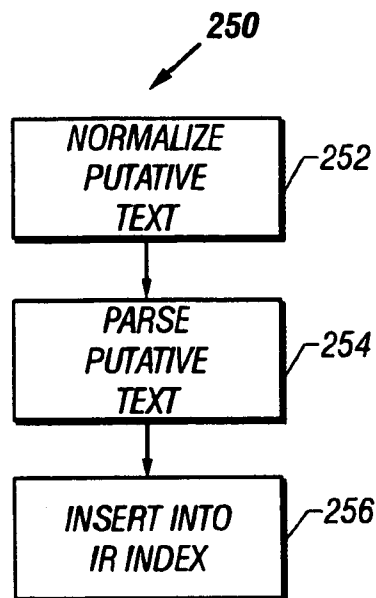 250
NORMALIZE
PUTATIVE
TEXT
252
PARSE
PUTATIVE
TEXT
254
INSERT INTO
IR INDEX
256